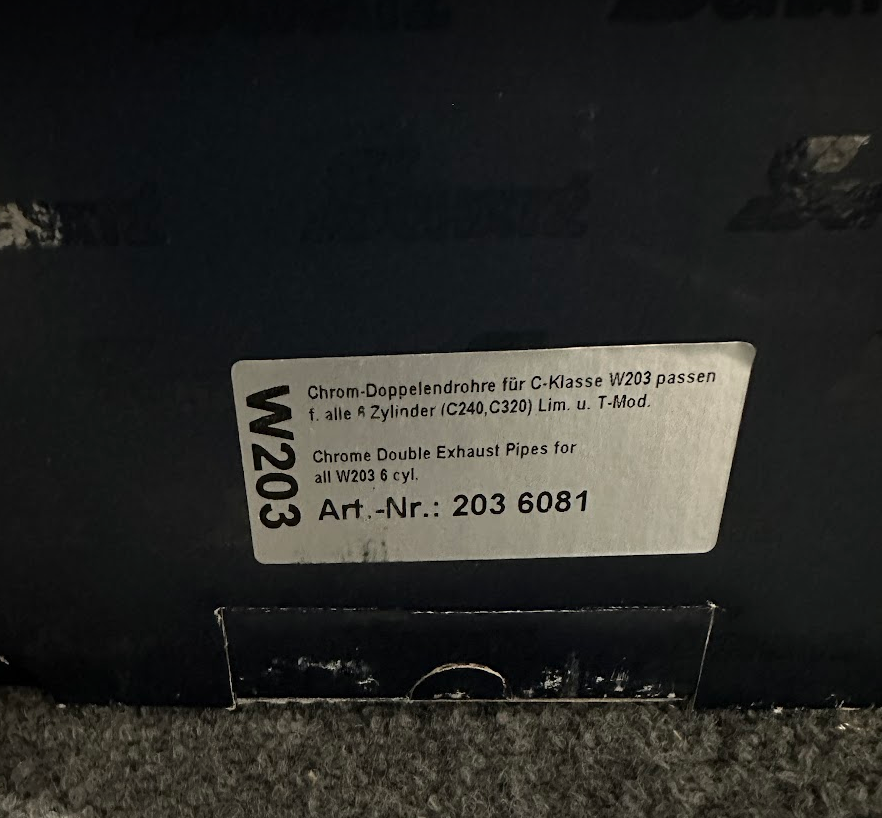 W203
Chrom-Doppelendrohre für C-Klasse W203 passen
f. alle 6 Zylinder (C240,C320) Lim. u. T-Mod.
Chrome Double Exhaust Pipes for
all W203 6 cyl.
Art.-Nr.: 203 6081